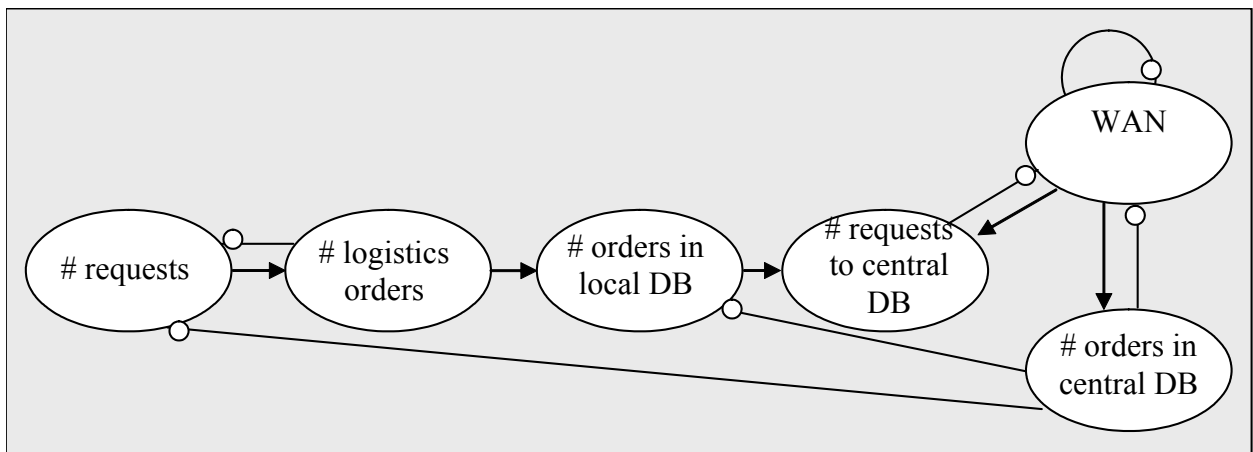 WAN
# requests
# logistics
orders
# orders in
local DB
# requests
to central
DB
# orders in
central DB